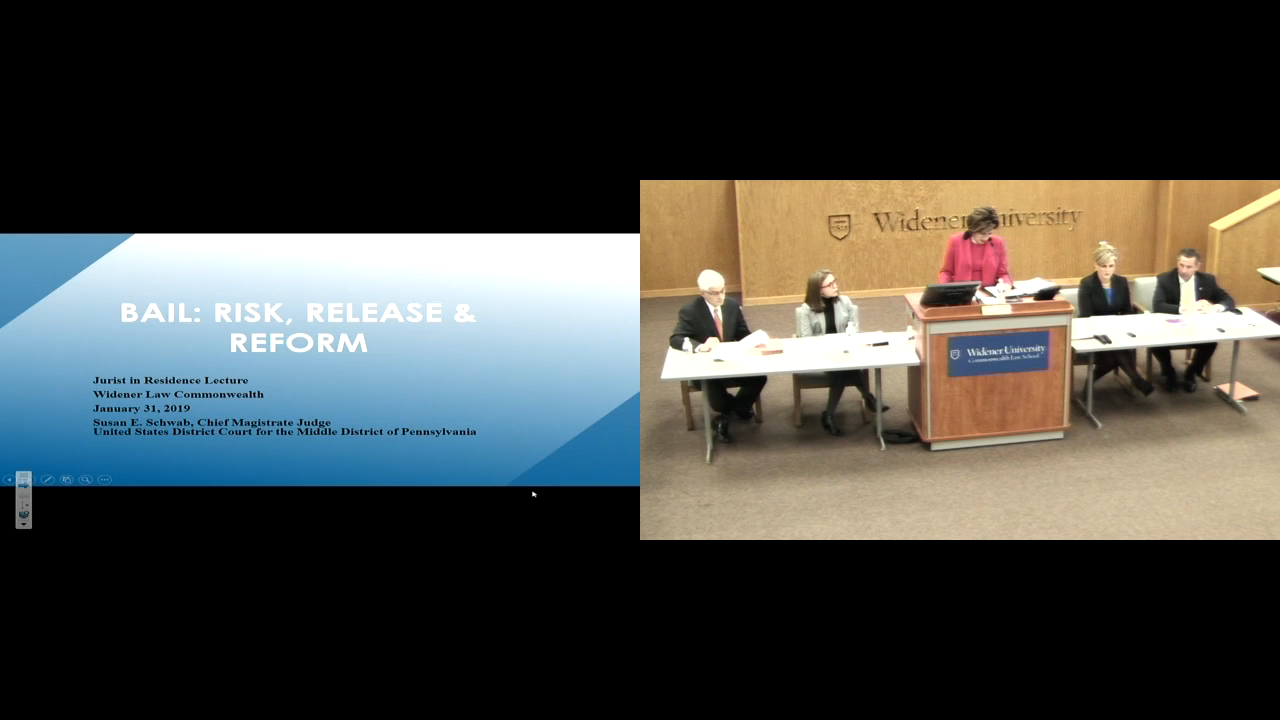 BAIL: RISK, RELEASE &
REFORM
Jurist in Residence Lecture
Widener Law Commonwealth
January 31, 2019
Susan E. Schwab, Chief Magistrate Judge
United States District Court for the Middle District of Pennsylvania
Widener University
Widener University
Commonwealth Law School